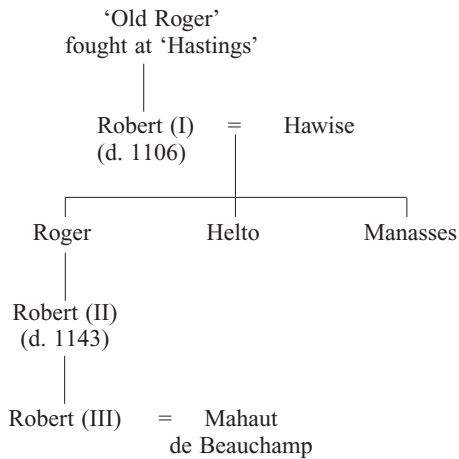 ‘Old Roger’
fought at ‘Hastings’
Robert (I) = Hawise
(d. 1106)
Roger Helto Manasses
Robert (II)
(d. 1143)
Robert (III) = Mahaut
de Beauchamp